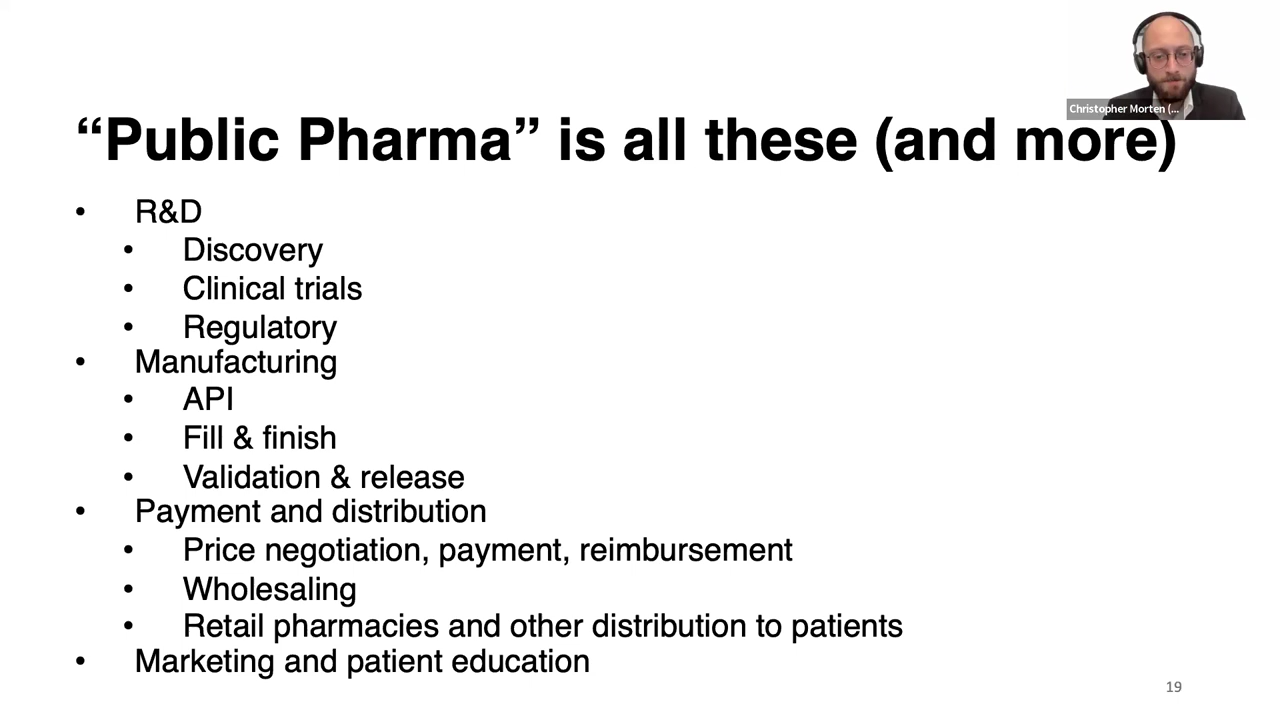 Christopher Morten (...
“Public Pharma” is all these (and more)
• R&D
• Discovery
• Clinical trials
• Regulatory
• Manufacturing
• API
• Fill & finish
• Validation & release
• Payment and distribution
• Price negotiation, payment, reimbursement
• Wholesaling
• Retail pharmacies and other distribution to patients
• Marketing and patient education
19